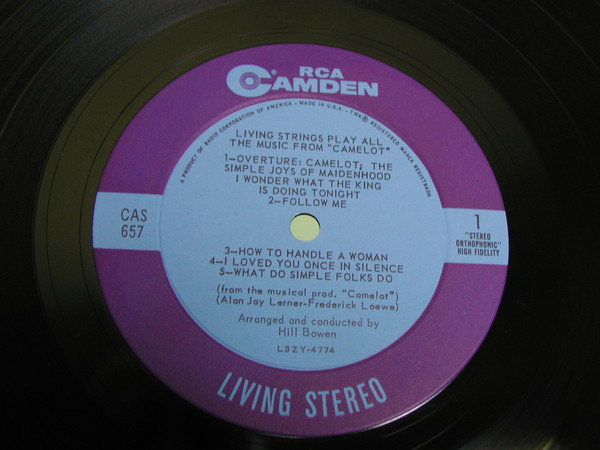 RCA
CAMDEN
A PRODUCT OF RADIO CORPORATION OF AMERICA - MADE IN U.S.A. - TMK® REGISTERED MARCA REGISTRADA
LIVING STRINGS PLAY ALL
THE MUSIC FROM "CAMELOT"
1—OVERTURE: CAMELOT; THE
SIMPLE JOYS OF MAIDENHOOD
I WONDER WHAT THE KING
IS DOING TONIGHT
2—FOLLOW ME
CAS
657
1
"STEREO
ORTHOPHONIC"
HIGH FIDELITY
3—HOW TO HANDLE A WOMAN
4—I LOVED YOU ONCE IN SILENCE
5—WHAT DO SIMPLE FOLKS DO
(from the musical prod. "Camelot")
(Alan Jay Lerner-Frederick Loewe)
Arranged and conducted by
Hill Bowen
L3ZY-4774
LIVING STEREO